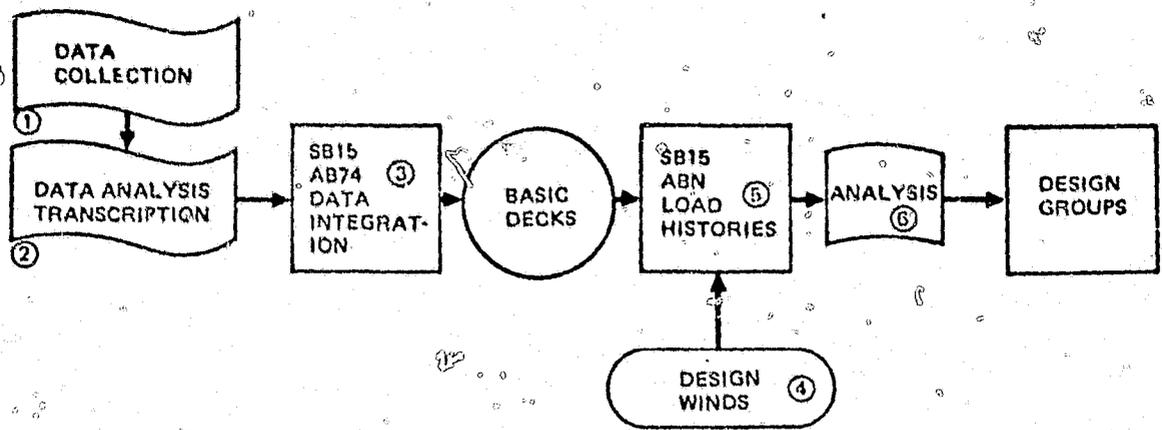 DATA
COLLECTION
①
DATA ANALYSIS
TRANSCRIPTION
②
SB15
AB74
DATA
INTEGRAT-
ION
③
BASIC
DECKS
SB15
ABN
LOAD
HISTORIES
⑤
ANALYSIS
⑥
DESIGN
GROUPS
DESIGN
WINDS
④